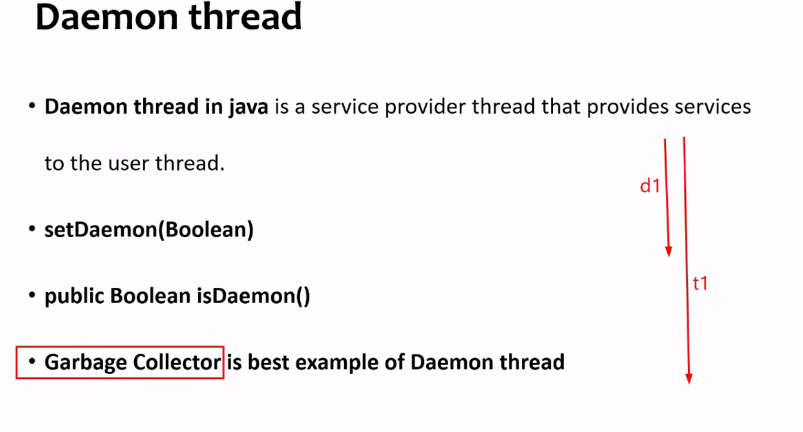 Daemon thread
• Daemon thread in java is a service provider thread that provides services
to the user thread.
d1
• setDaemon(Boolean)
t1
• public Boolean isDaemon()
• Garbage Collector is best example of Daemon thread